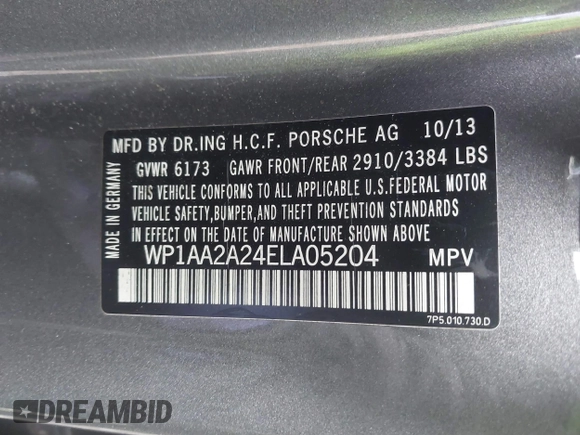 MFD BY DR.ING H.C.F. PORSCHE AG 10/13
GVWR 6173 GAWR FRONT/REAR 2910/3384 LBS
THIS VEHICLE CONFORMS TO ALL APPLICABLE U.S.FEDERAL MOTOR
VEHICLE SAFETY,BUMPER,AND THEFT PREVENTION STANDARDS
IN EFFECT ON THE DATE OF MANUFACTURE SHOWN ABOVE.
WP1AA2A24ELA05204 MPV
MADE IN GERMANY
7P5.010.730.D
DREAMBID